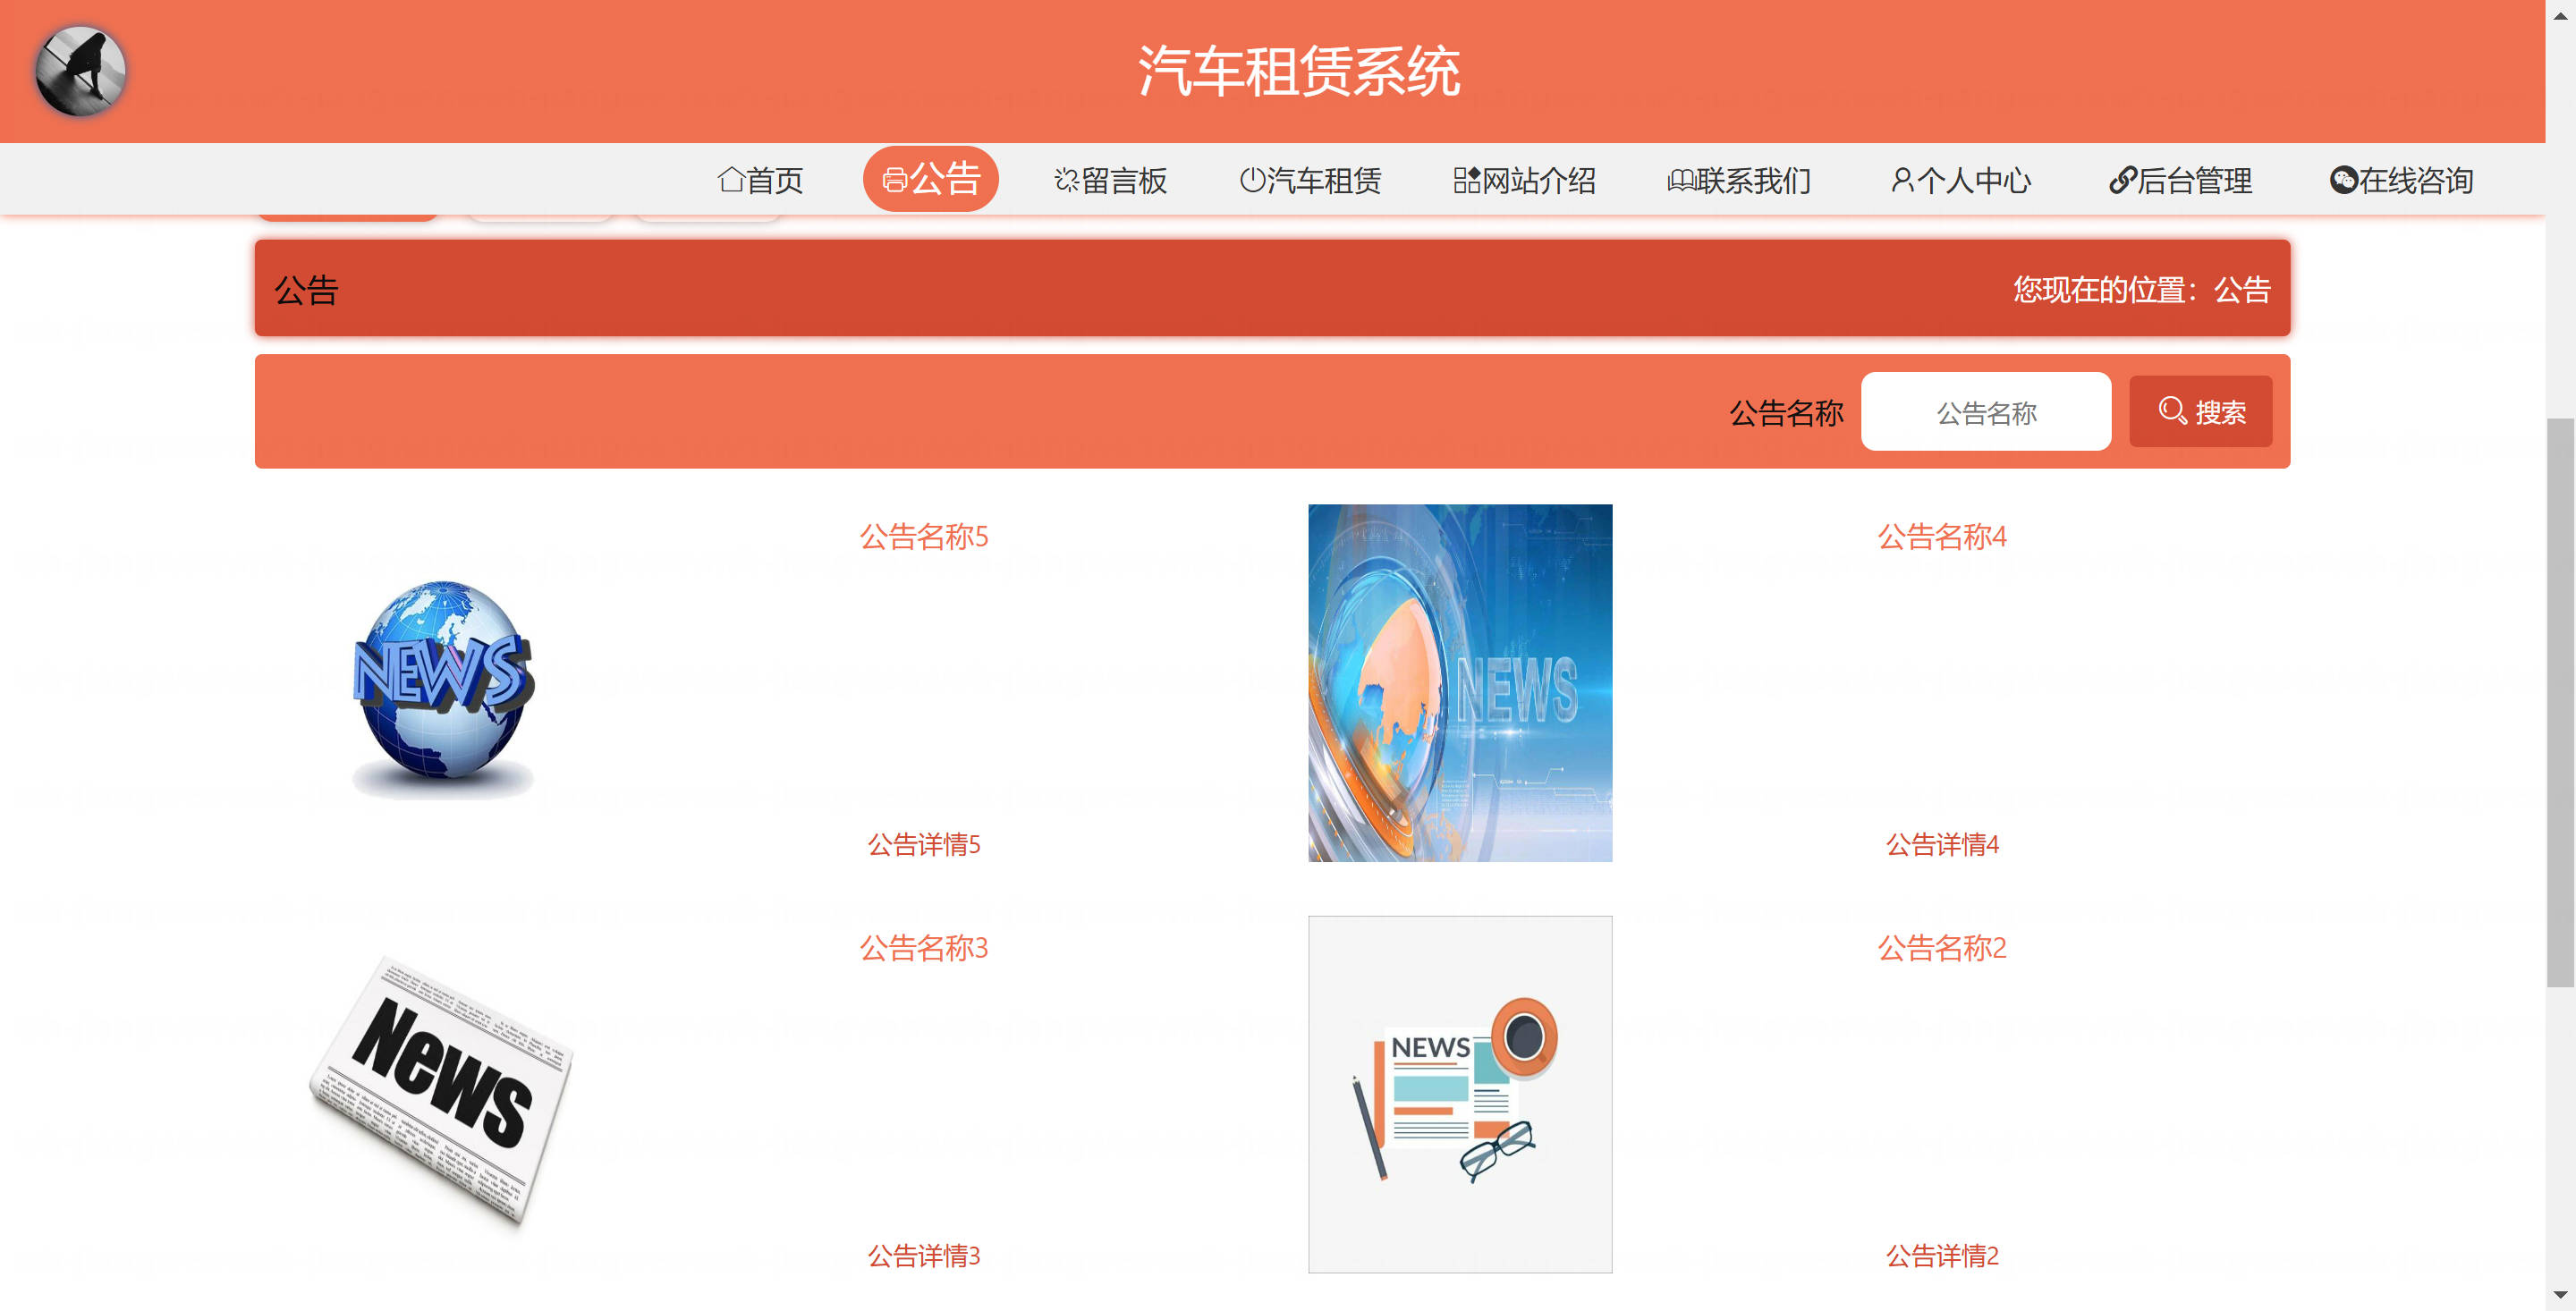 汽车租赁系统
首页 公告 留言板 汽车租赁 网站介绍 联系我们 个人中心 后台管理 在线咨询
公告 您现在的位置：公告
公告名称 公告名称 搜索
公告名称5 公告名称4
NEWS NEWS
公告详情5 公告详情4
公告名称3 公告名称2
News NEWS
公告详情3 公告详情2